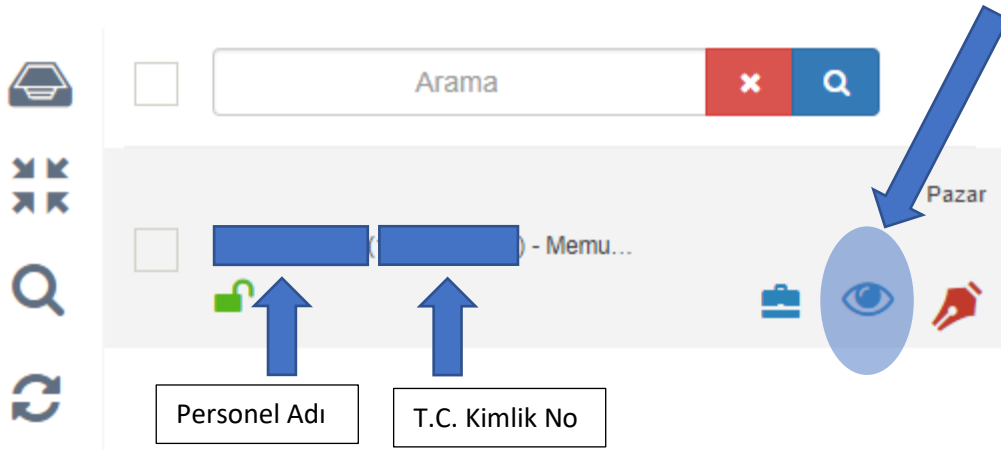 Arama
Pazar
( ) - Memu...
Personel Adı
T.C. Kimlik No